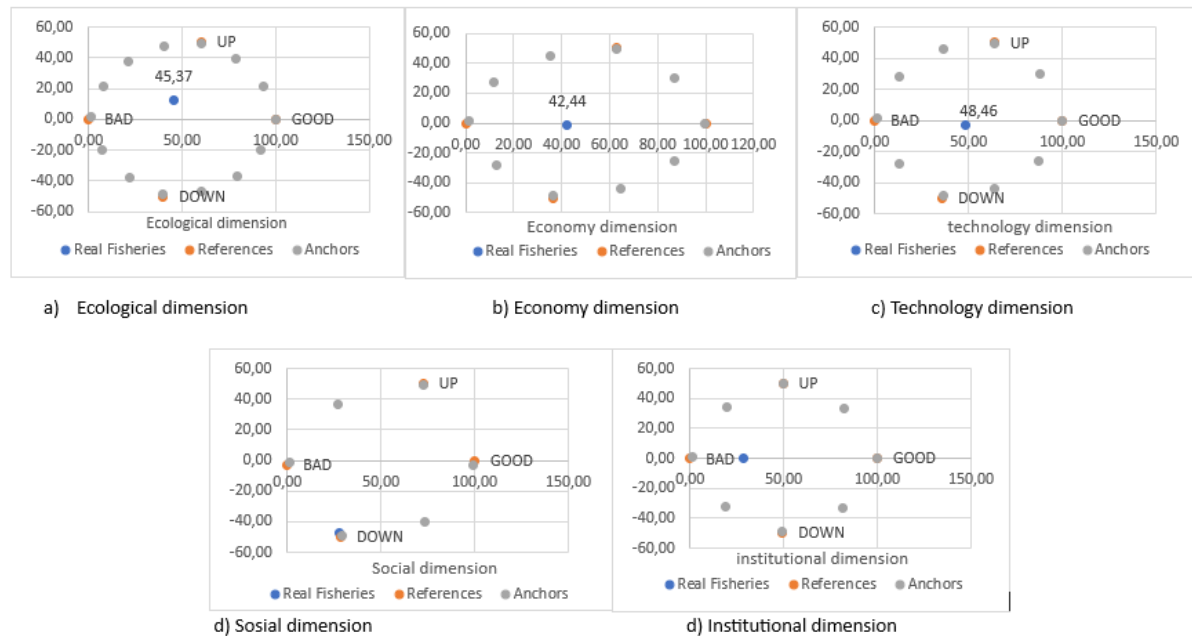 60,00
40,00
20,00
0,00
-20,00
-40,00
-60,00
UP
45,37
BAD
GOOD
0,00 50,00 100,00 150,00
DOWN
Ecological dimension
Real Fisheries References Anchors
60,00
40,00
20,00
0,00
-20,00
-40,00
-60,00
42,44
0,00 20,00 40,00 60,00 80,00 100,00 120,00
Economy dimension
Real Fisheries References Anchors
60,00
40,00
20,00
0,00
-20,00
-40,00
-60,00
UP
48,46
BAD
GOOD
0,00 50,00 100,00 150,00
DOWN
technology dimension
Real Fisheries References Anchors
a) Ecological dimension
b) Economy dimension
c) Technology dimension
60,00
40,00
20,00
0,00
-20,00
-40,00
-60,00
UP
BAD
GOOD
0,00 50,00 100,00 150,00
DOWN
Social dimension
Real Fisheries References Anchors
60,00
40,00
20,00
0,00
-20,00
-40,00
-60,00
UP
BAD
GOOD
0,00 50,00 100,00 150,00
DOWN
institutional dimension
Real Fisheries References Anchors
d) Sosial dimension
d) Institutional dimension